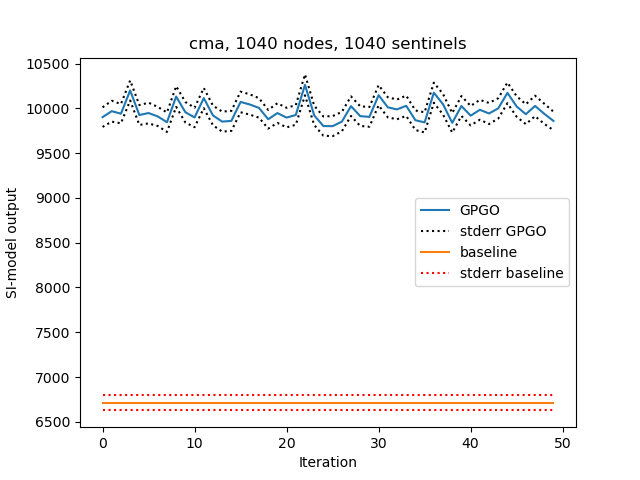 cma, 1040 nodes, 1040 sentinels
10500
10000
9500
9000
8500
8000
7500
7000
6500
SI-model output
GPGO
stderr GPGO
baseline
stderr baseline
0 10 20 30 40 50
Iteration